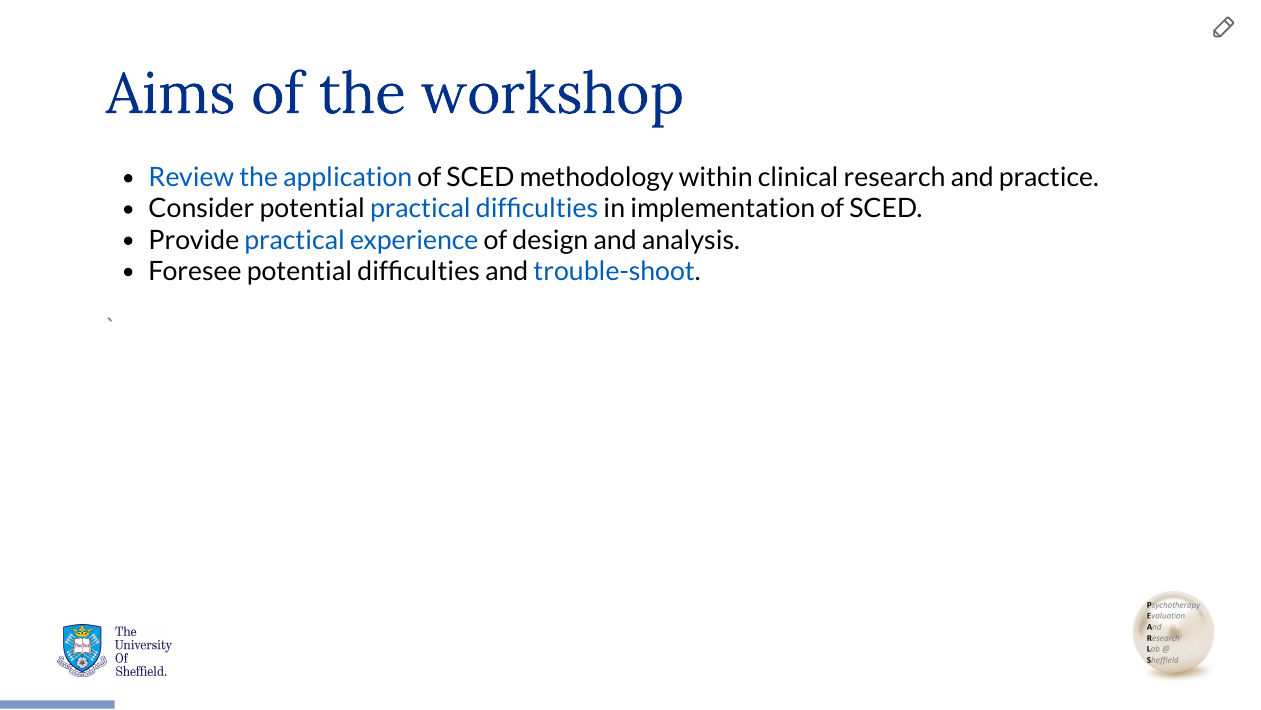 Aims of the workshop
• Review the application of SCED methodology within clinical research and practice.
• Consider potential practical difficulties in implementation of SCED.
• Provide practical experience of design and analysis.
• Foresee potential difficulties and trouble-shoot.
`
The
University
Of
Sheffield.
Psychotherapy
Evaluation
And
Research
Lab @
Sheffield